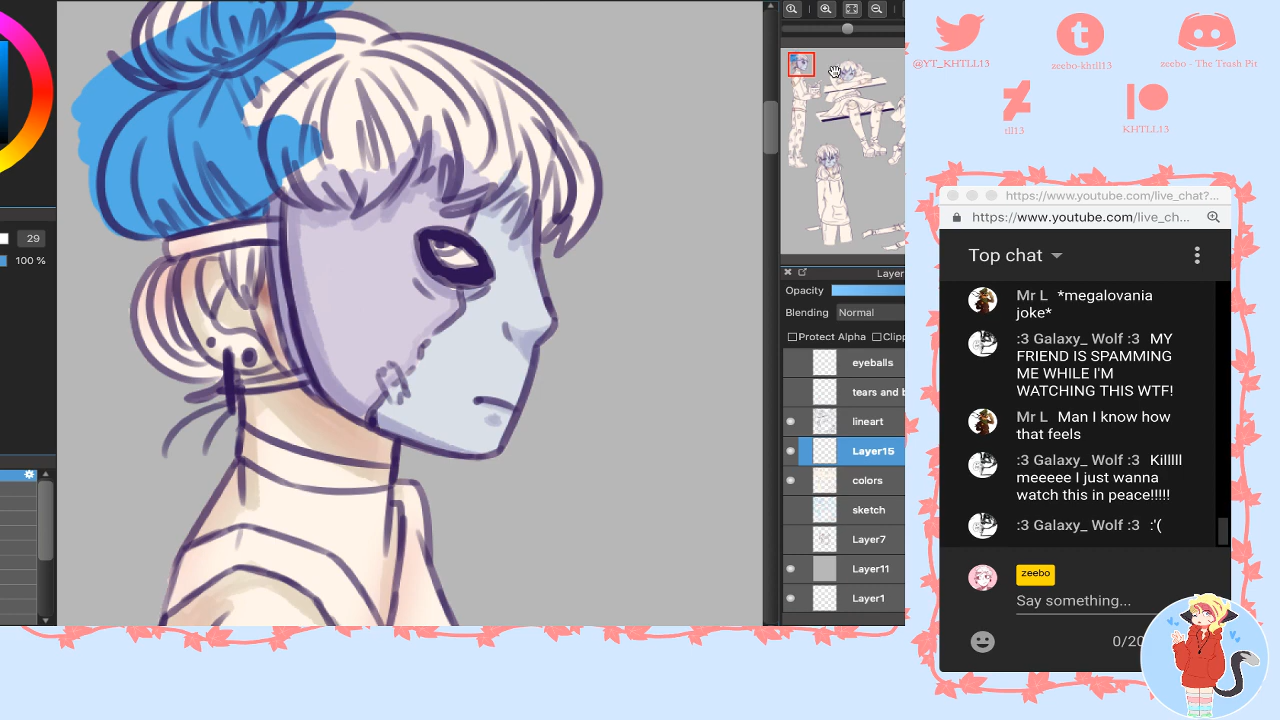 29
100 %
Layer
Opacity
Blending Normal
Protect Alpha Clipp
eyeballs
tears and b
lineart
Layer15
colors
sketch
Layer7
Layer11
Layer1
@YT_KHTLL13
zeebo-khtll13
zeebo - The Trash Pit
tll13
KHTLL13
https://www.youtube.com/live_chat?...
https://www.youtube.com/live_ch...
Top chat
Mr L *megalovania
joke*
:3 Galaxy_ Wolf :3 MY
FRIEND IS SPAMMING
ME WHILE I'M
WATCHING THIS WTF!
Mr L Man I know how
that feels
:3 Galaxy_ Wolf :3 Killlll
meeeee I just wanna
watch this in peace!!!!!
:3 Galaxy_ Wolf :3 :'(
zeebo
Say something...
0/20